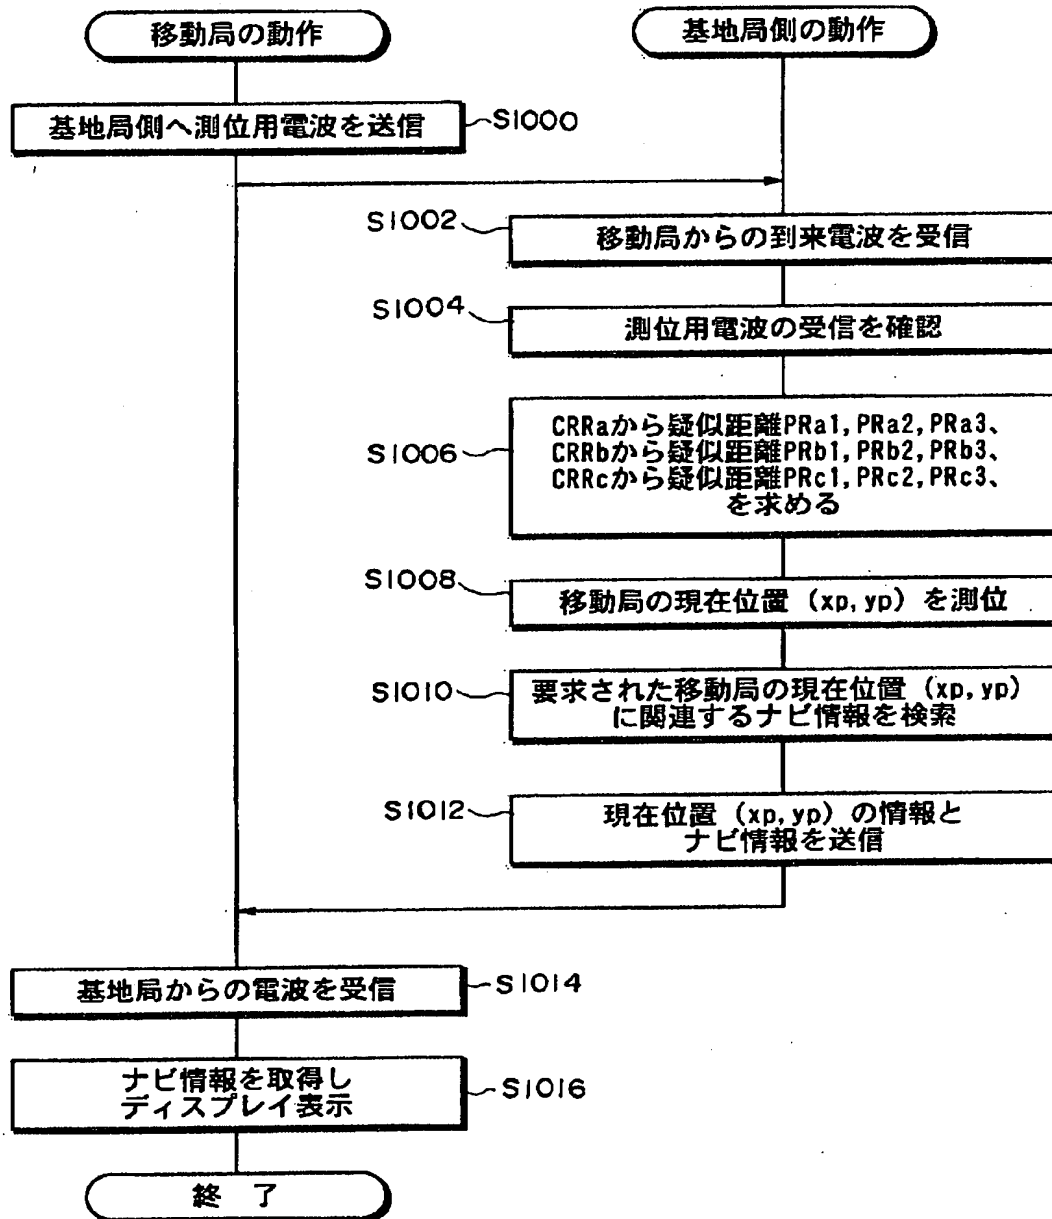 移動局の動作
基地局側の動作
基地局側へ測位用電波を送信
S1000
S1002
移動局からの到来電波を受信
S1004
測位用電波の受信を確認
S1006
CRRaから疑似距離PRa1,PRa2,PRa3、
CRRbから疑似距離PRb1,PRb2,PRb3、
CRRcから疑似距離PRc1,PRc2,PRc3、
を求める
S1008
移動局の現在位置 (xp,yp) を測位
S1010
要求された移動局の現在位置 (xp,yp)
に関連するナビ情報を検索
S1012
現在位置 (xp,yp) の情報と
ナビ情報を送信
基地局からの電波を受信
S1014
ナビ情報を取得し
ディスプレイ表示
S1016
終 了